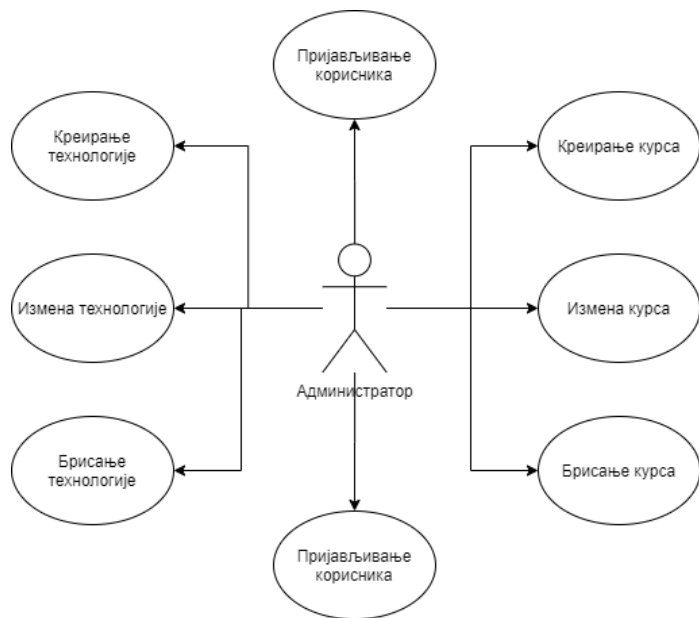 Пријављивање
корисника
Креирање
технологије
Креирање курса
Измена технологије
Измена курса
Администратор
Брисање
технологије
Брисање курса
Пријављивање
корисника